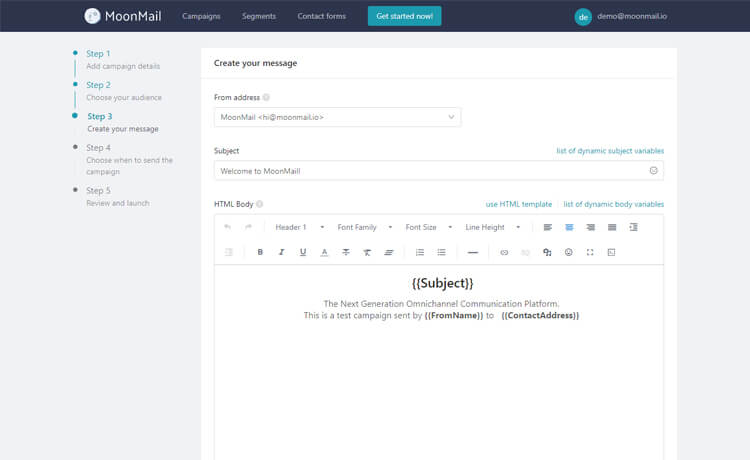 MoonMail
Campaigns
Segments
Contact forms
Get started now!
de
demo@moonmail.io
Step 1
Add campaign details
Step 2
Choose your audience
Step 3
Create your message
Step 4
Choose when to send the
campaign
Step 5
Review and launch
Create your message
From address
MoonMail <hi@moonmail.io>
Subject
list of dynamic subject variables
Welcome to MoonMail!
HTML Body
use HTML template
list of dynamic body variables
Header 1
Font Family
Font Size
Line Height
B I U A
{{Subject}}
The Next Generation Omnichannel Communication Platform.
This is a test campaign sent by {{FromName}} to {{ContactAddress}}